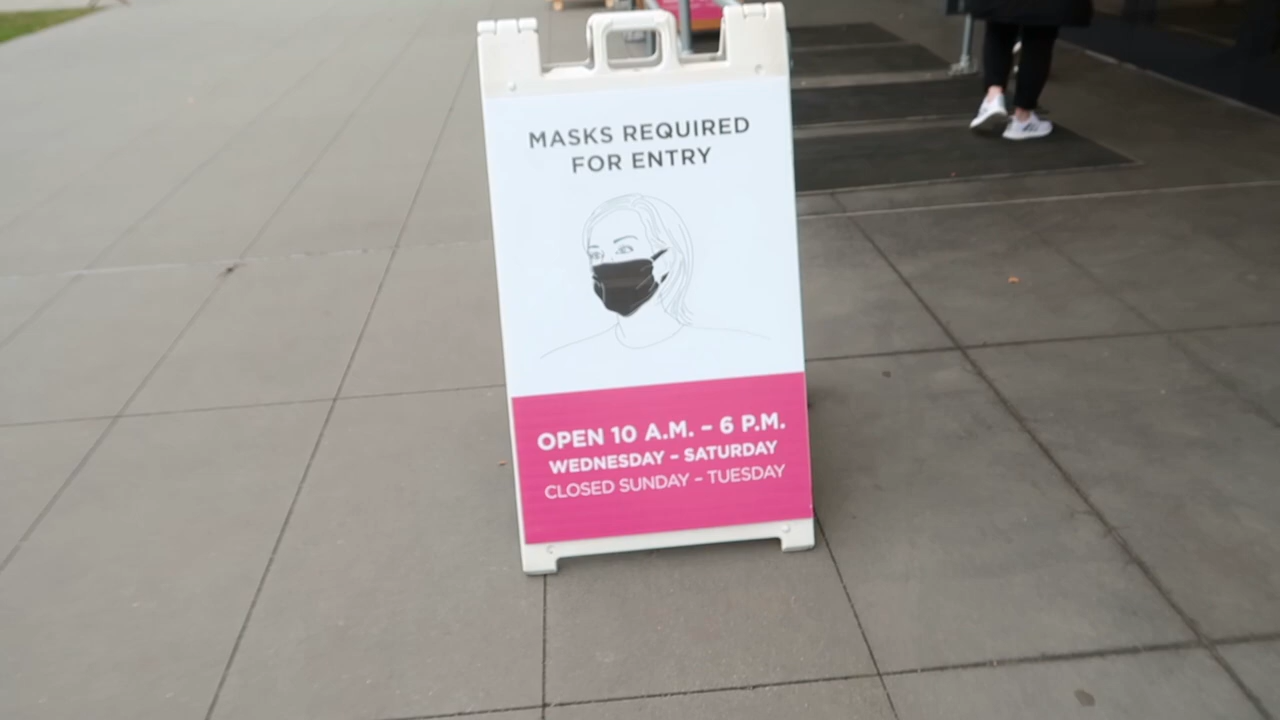 MASKS REQUIRED
FOR ENTRY
OPEN 10 A.M. – 6 P.M.
WEDNESDAY – SATURDAY
CLOSED SUNDAY – TUESDAY